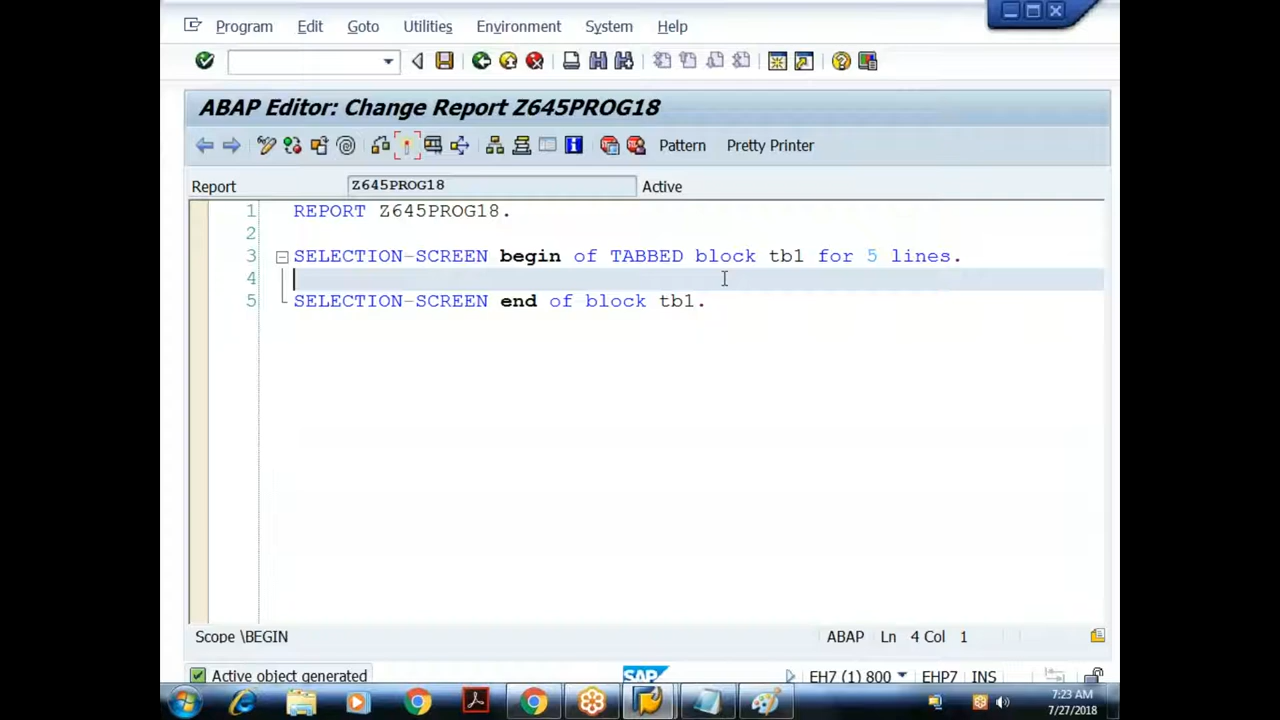 Program Edit Goto Utilities Environment System Help
ABAP Editor: Change Report Z645PROG18
Pattern Pretty Printer
Report Z645PROG18 Active
1 REPORT Z645PROG18.
2
3 SELECTION-SCREEN begin of TABBED block tb1 for 5 lines.
4
5 SELECTION-SCREEN end of block tb1.
Scope \BEGIN ABAP Ln 4 Col 1
Active object generated SAP EH7 (1) 800 EHP7 INS
7:23 AM
7/27/2018